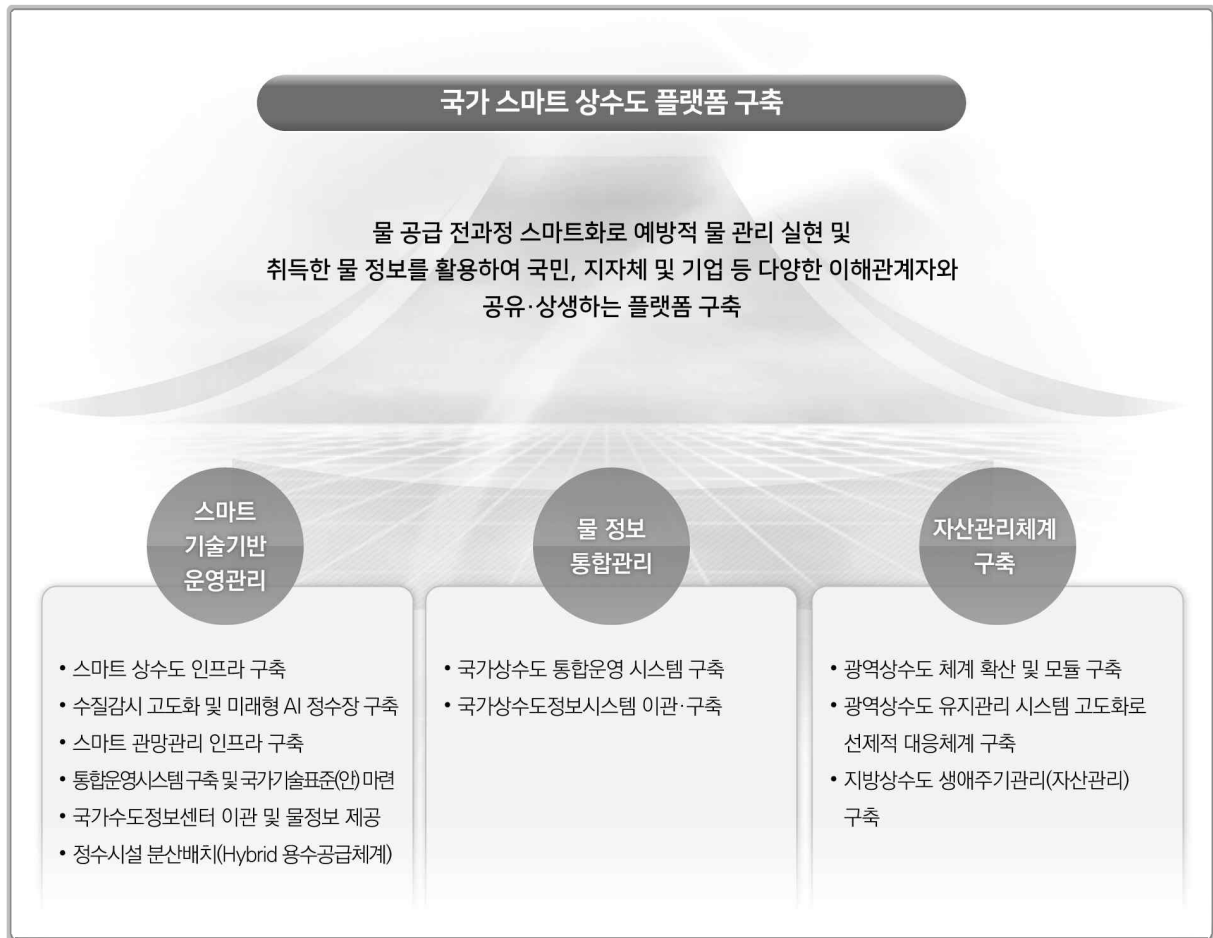 국가 스마트 상수도 플랫폼 구축
물 공급 전과정 스마트화로 예방적 물 관리 실현 및
취득한 물 정보를 활용하여 국민, 지자체 및 기업 등 다양한 이해관계자와
공유·상생하는 플랫폼 구축
스마트
기술기반
운영관리
• 스마트 상수도 인프라 구축
• 수질감시 고도화 및 미래형 AI 정수장 구축
• 스마트 관망관리 인프라 구축
• 통합운영시스템 구축 및 국가기술표준(안) 마련
• 국가수도정보센터 이관 및 물정보 제공
• 정수시설 분산배치(Hybrid 용수공급체계)
물 정보
통합관리
• 국가상수도 통합운영 시스템 구축
• 국가상수도정보시스템 이관·구축
자산관리체계
구축
• 광역상수도 체계 확산 및 모듈 구축
• 광역상수도 유지관리 시스템 고도화로
선제적 대응체계 구축
• 지방상수도 생애주기관리(자산관리)
구축